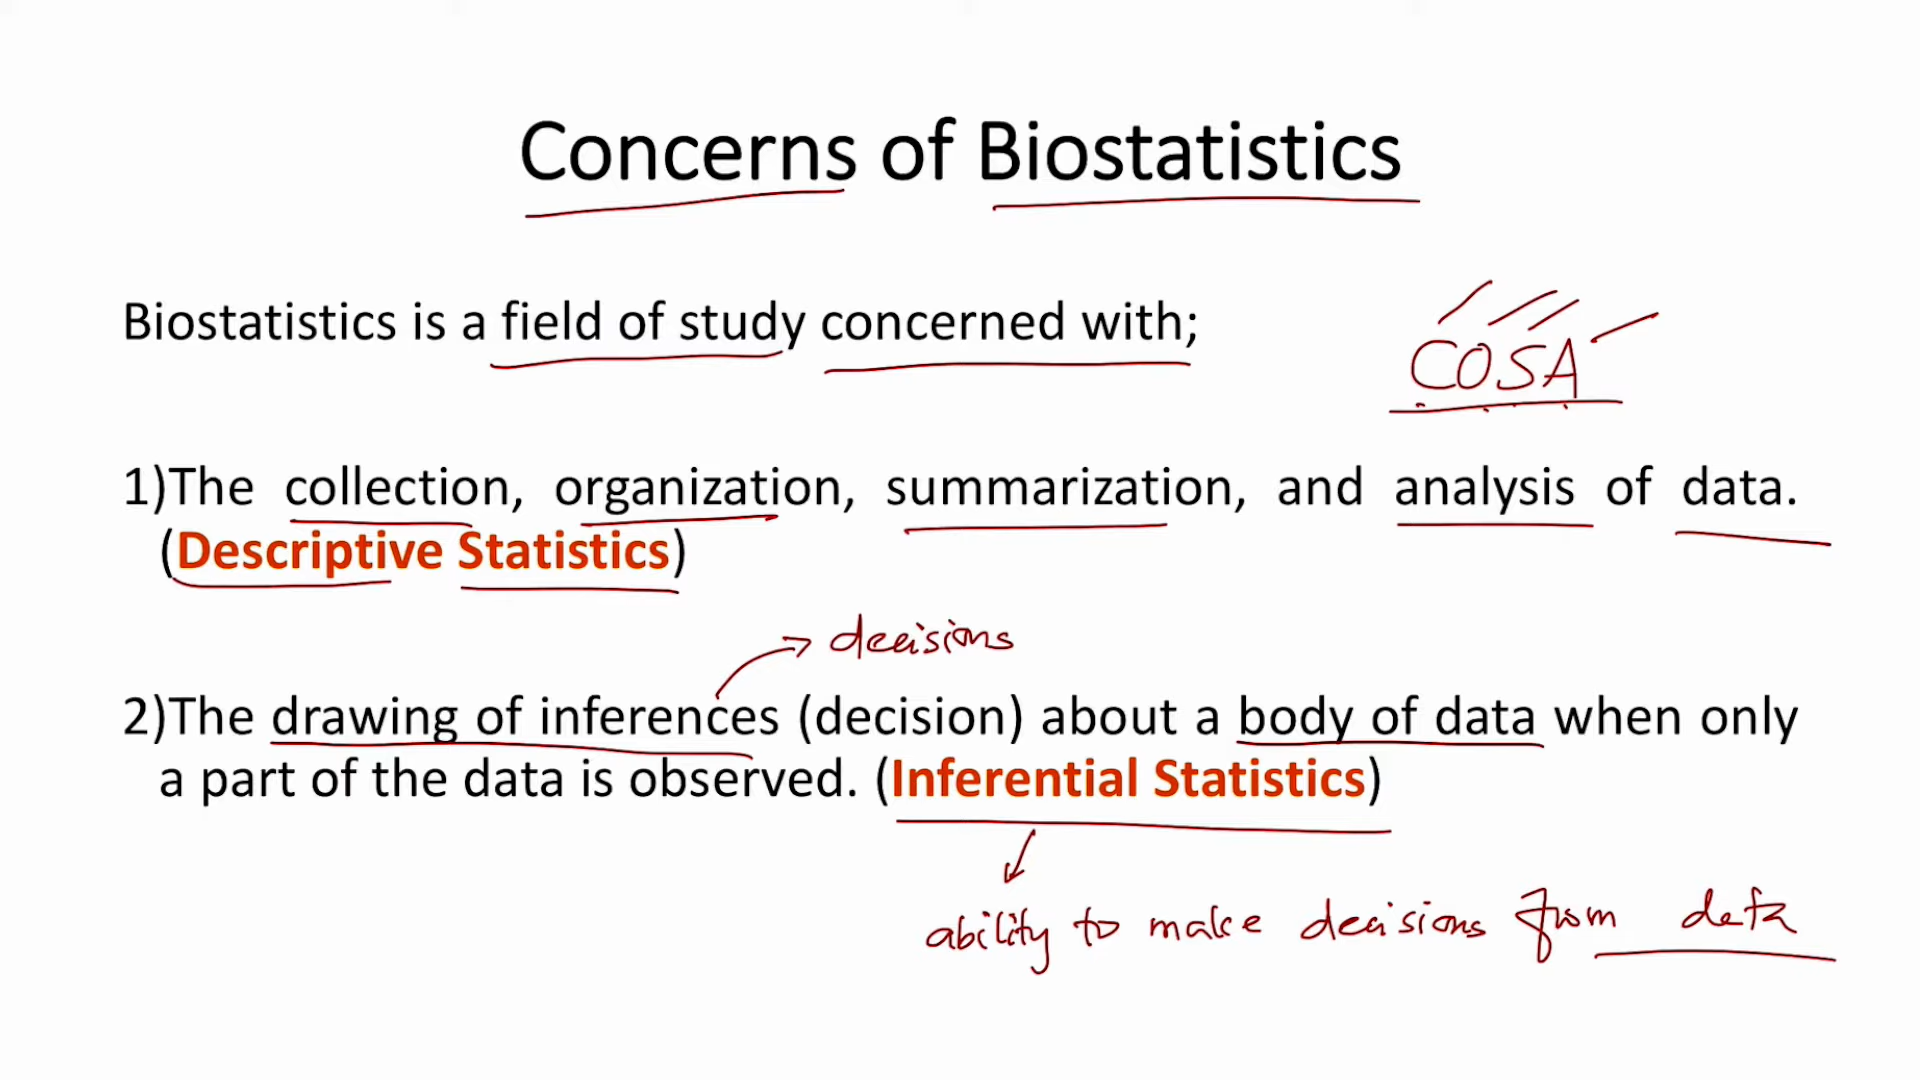 Concerns of Biostatistics
Biostatistics is a field of study concerned with;
COSA
1)The collection, organization, summarization, and analysis of data.
(Descriptive Statistics)
decisions
2)The drawing of inferences (decision) about a body of data when only
a part of the data is observed. (Inferential Statistics)
ability to make decisions from data